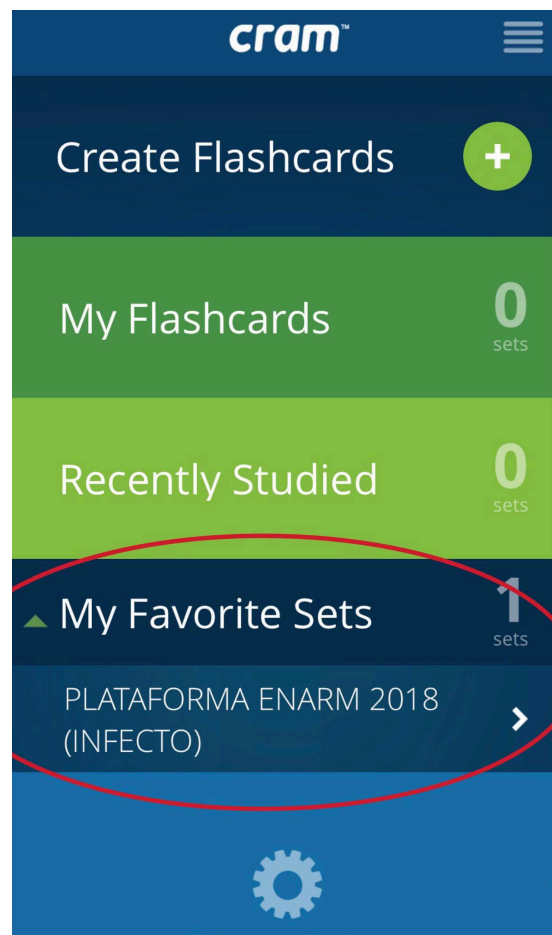 cram™
Create Flashcards
My Flashcards
0
sets
Recently Studied
0
sets
My Favorite Sets
1
sets
PLATAFORMA ENARM 2018
(INFECTO)